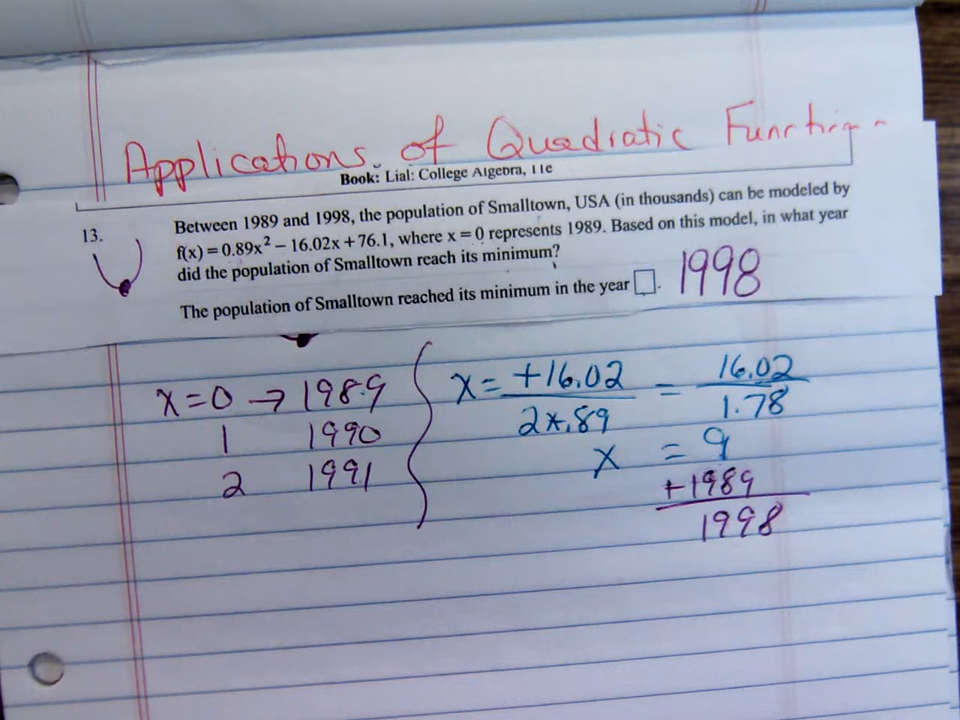 Applications of Quadratic Function
Book: Lial: College Algebra, 11e
13.
Between 1989 and 1998, the population of Smalltown, USA (in thousands) can be modeled by
f(x) = 0.89x² − 16.02x + 76.1, where x = 0 represents 1989. Based on this model, in what year
did the population of Smalltown reach its minimum?
The population of Smalltown reached its minimum in the year □. 1998
x=0 → 1989
1 1990
2 1991
x = +16.02 / 2*.89 = 16.02 / 1.78
x = 9
+1989
1998